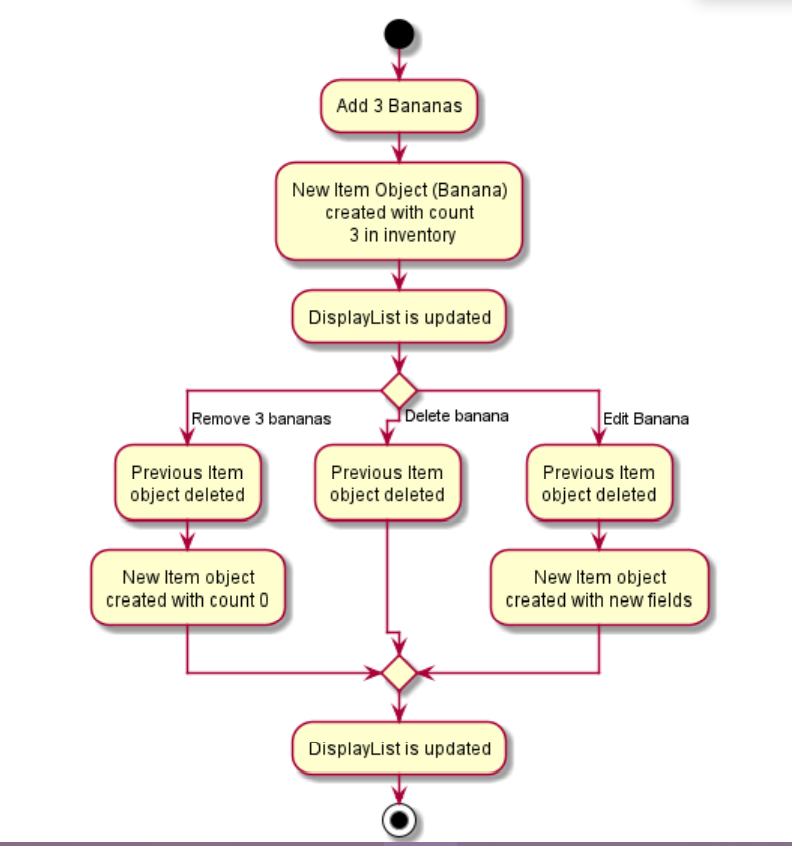 Add 3 Bananas
New Item Object (Banana)
created with count
3 in inventory
DisplayList is updated
Remove 3 bananas
Delete banana
Edit Banana
Previous Item
object deleted
Previous Item
object deleted
Previous Item
object deleted
New Item object
created with count 0
New Item object
created with new fields
DisplayList is updated